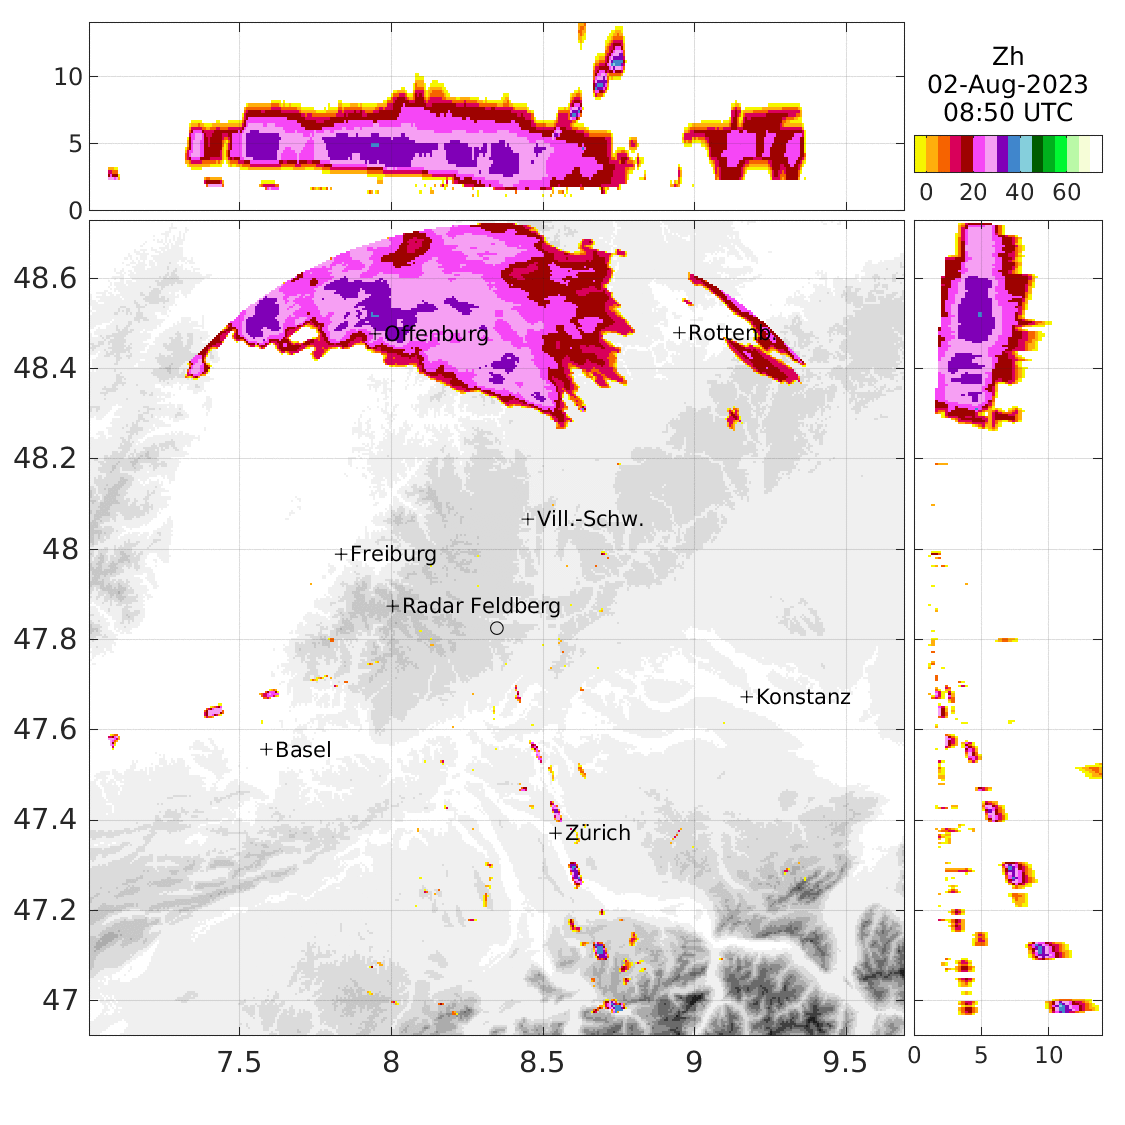 10
5
0
Zh
02-Aug-2023
08:50 UTC
0 20 40 60
48.6
48.4
48.2
48
47.8
47.6
47.4
47.2
47
Offenburg
Rottenb.
Vill.-Schw.
Freiburg
Radar Feldberg
Konstanz
Basel
Zürich
7.5 8 8.5 9 9.5
0 5 10